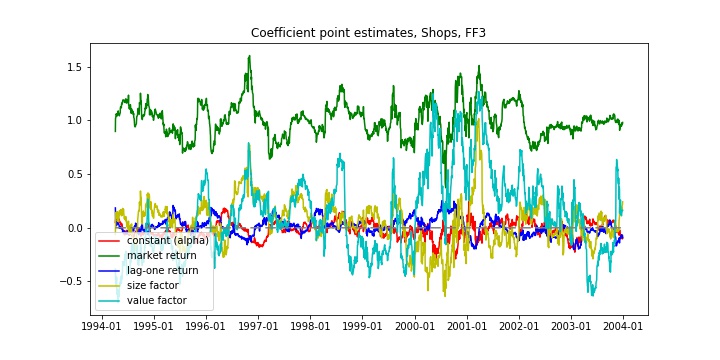 Coefficient point estimates, Shops, FF3
1.5
1.0
0.5
0.0
−0.5
constant (alpha)
market return
lag-one return
size factor
value factor
1994-01 1995-01 1996-01 1997-01 1998-01 1999-01 2000-01 2001-01 2002-01 2003-01 2004-01